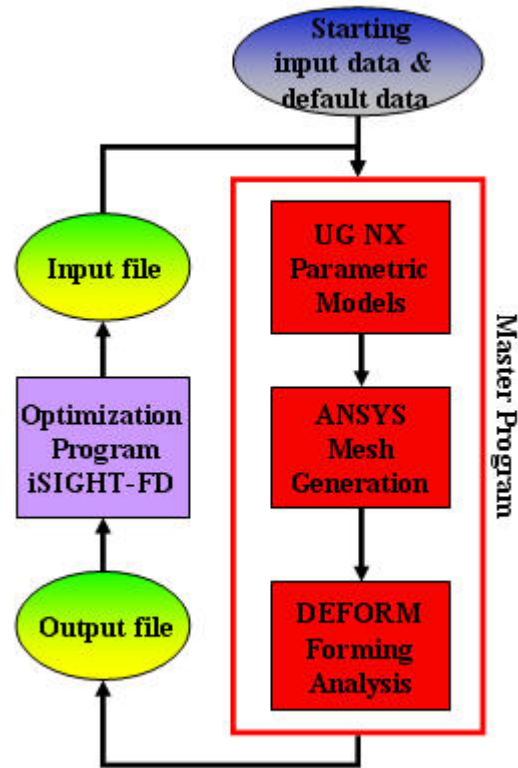 Starting
input data &
default data
Input file
UG NX
Parametric
Models
Optimization
Program
iSIGHT-FD
ANSYS
Mesh
Generation
Master Program
Output file
DEFORM
Forming
Analysis